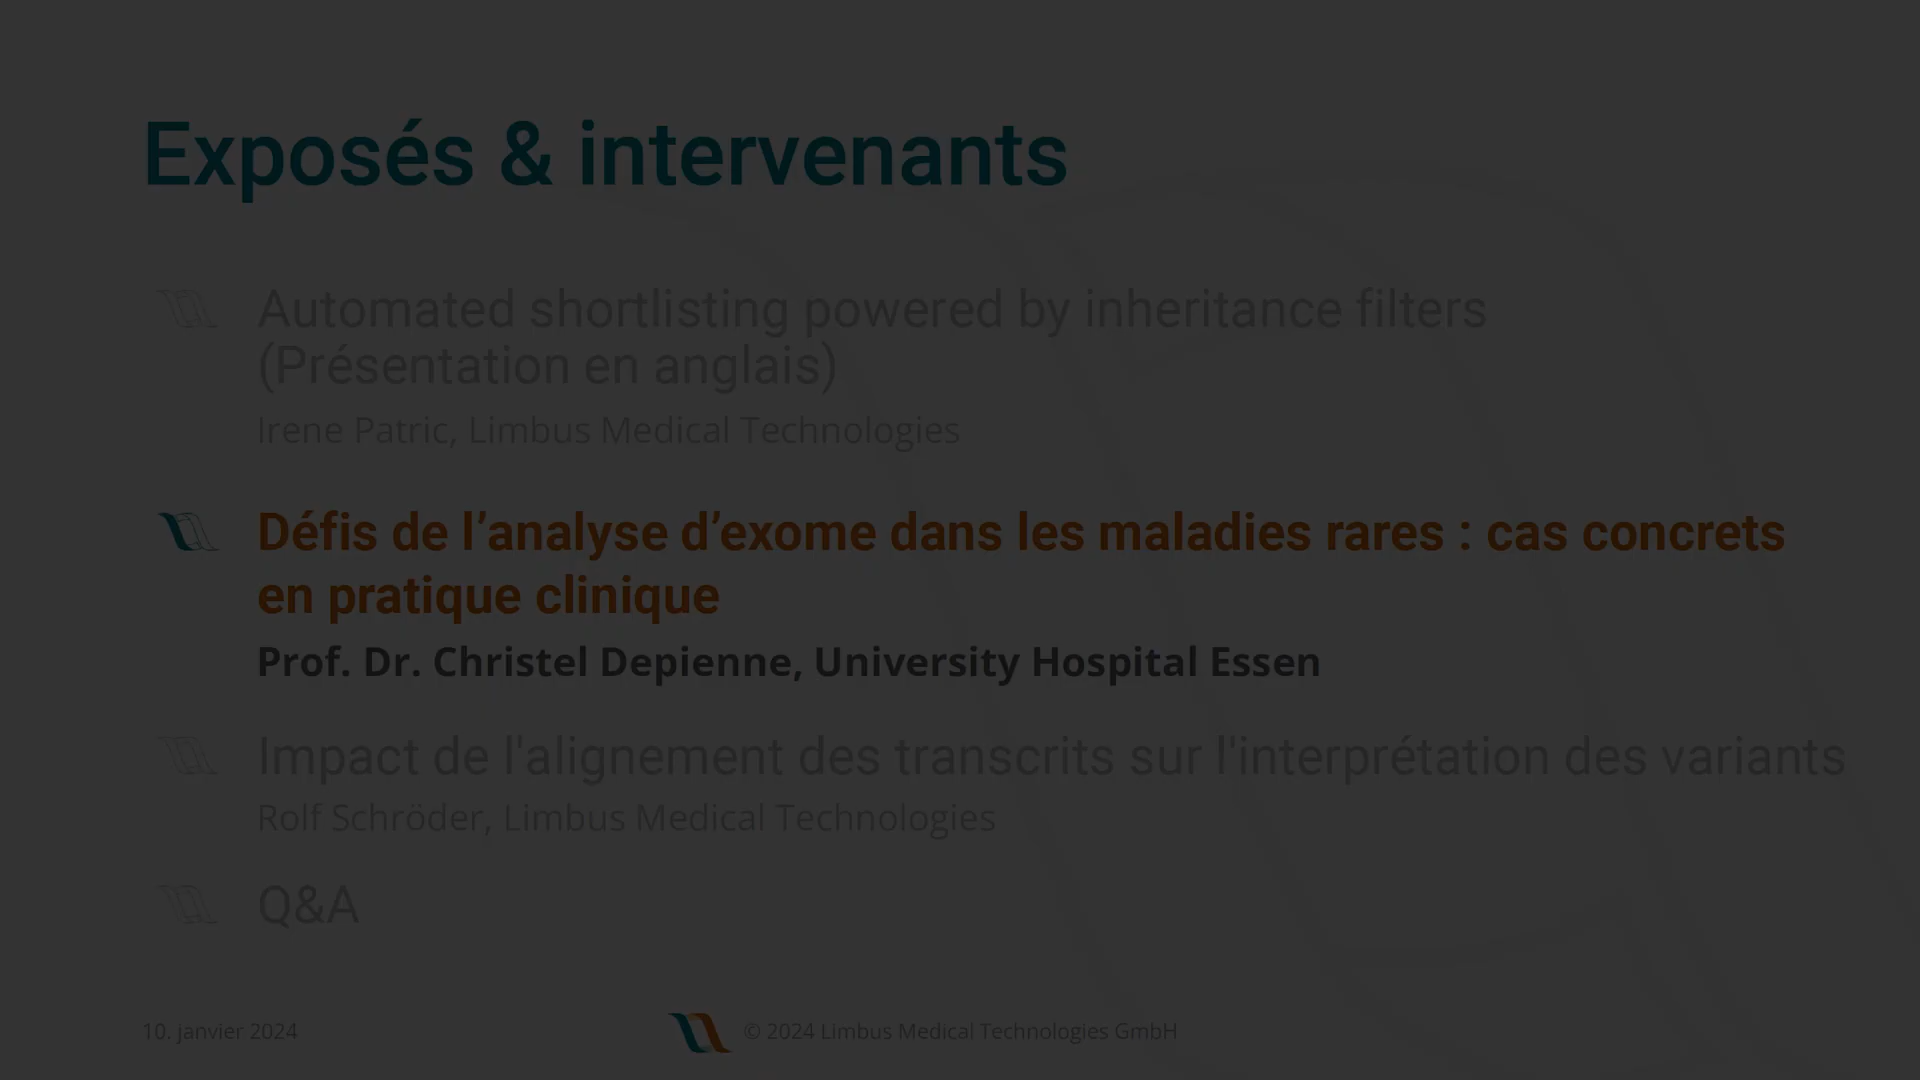 Exposés & intervenants
Automated shortlisting powered by inheritance filters
(Présentation en anglais)
Irene Patric, Limbus Medical Technologies
Défis de l’analyse d’exome dans les maladies rares : cas concrets
en pratique clinique
Prof. Dr. Christel Depienne, University Hospital Essen
Impact de l'alignement des transcrits sur l'interprétation des variants
Rolf Schröder, Limbus Medical Technologies
Q&A
10. janvier 2024
© 2024 Limbus Medical Technologies GmbH